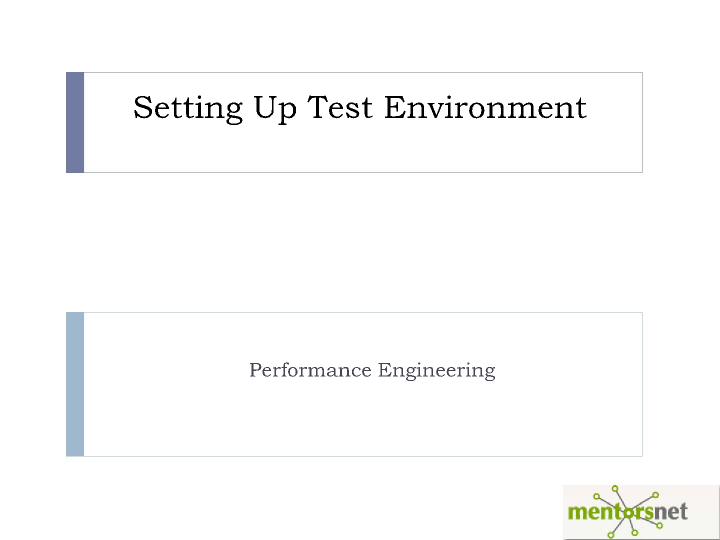 Setting Up Test Environment
Performance Engineering
mentorsnet